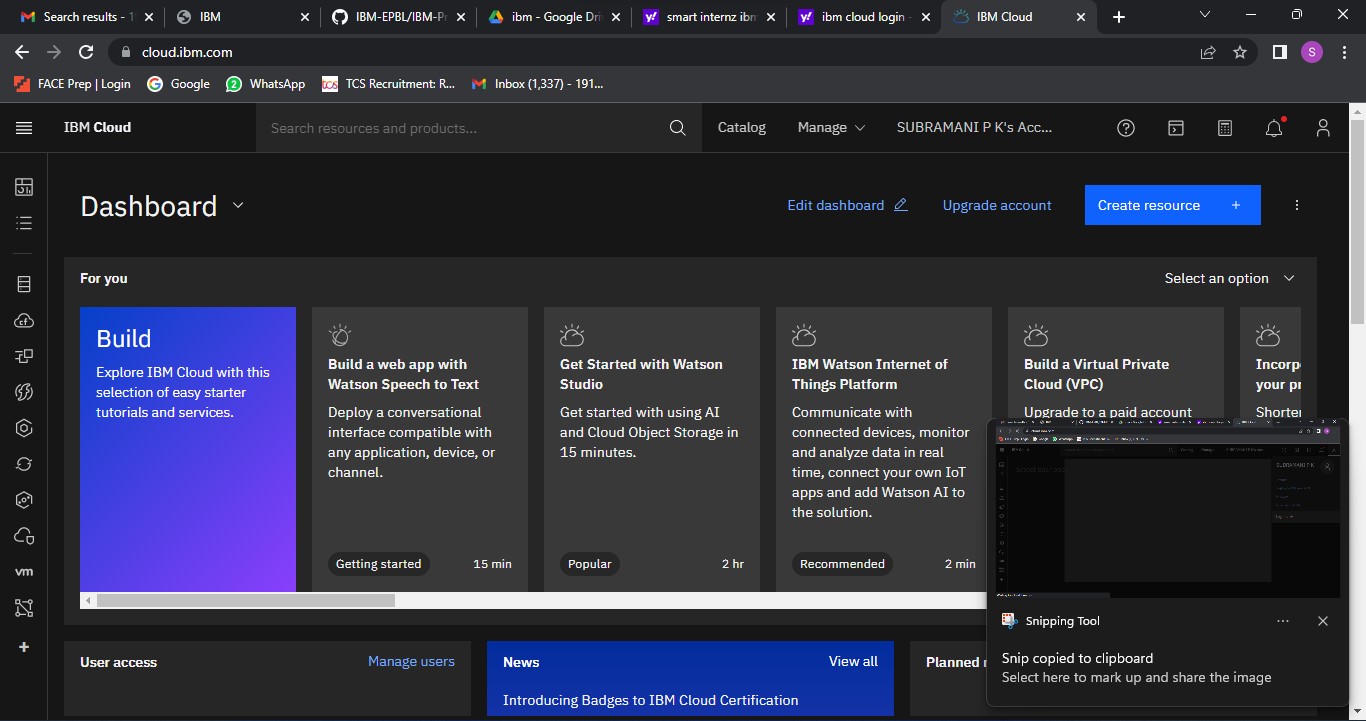 Search results - 1
IBM
IBM-EPBL/IBM-Pr
ibm - Google Dri
smart internz ibm
ibm cloud login -
IBM Cloud
cloud.ibm.com
S
FACE Prep | Login
Google
2
WhatsApp
tcs
TCS Recruitment: R...
Inbox (1,337) - 191...
IBM Cloud
Search resources and products...
Catalog
Manage
SUBRAMANI P K's Acc...
Dashboard
Edit dashboard
Upgrade account
Create resource +
For you
Select an option
Build
Explore IBM Cloud with this
selection of easy starter
tutorials and services.
Build a web app with
Watson Speech to Text
Deploy a conversational
interface compatible with
any application, device, or
channel.
Getting started
15 min
Get Started with Watson
Studio
Get started with using AI
and Cloud Object Storage in
15 minutes.
Popular
2 hr
IBM Watson Internet of
Things Platform
Communicate with
connected devices, monitor
and analyze data in real
time, connect your own IoT
apps and add Watson AI to
the solution.
Recommended
2 min
Build a Virtual Private
Cloud (VPC)
Upgrade to a paid account
Incorp
your pr
Shorter
vm
Snipping Tool
Snip copied to clipboard
Select here to mark up and share the image
User access
Manage users
News
View all
Introducing Badges to IBM Cloud Certification
Planned